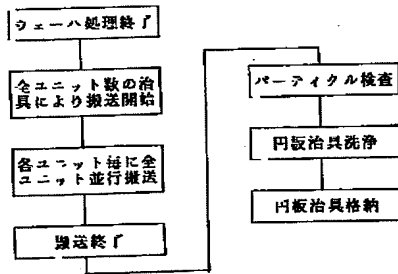 ウェーハ処理終了
全ユニット数の治
具により搬送開始
各ユニット毎に全
ユニット並行搬送
搬送終了
パーティクル検査
円板治具洗浄
円板治具格納